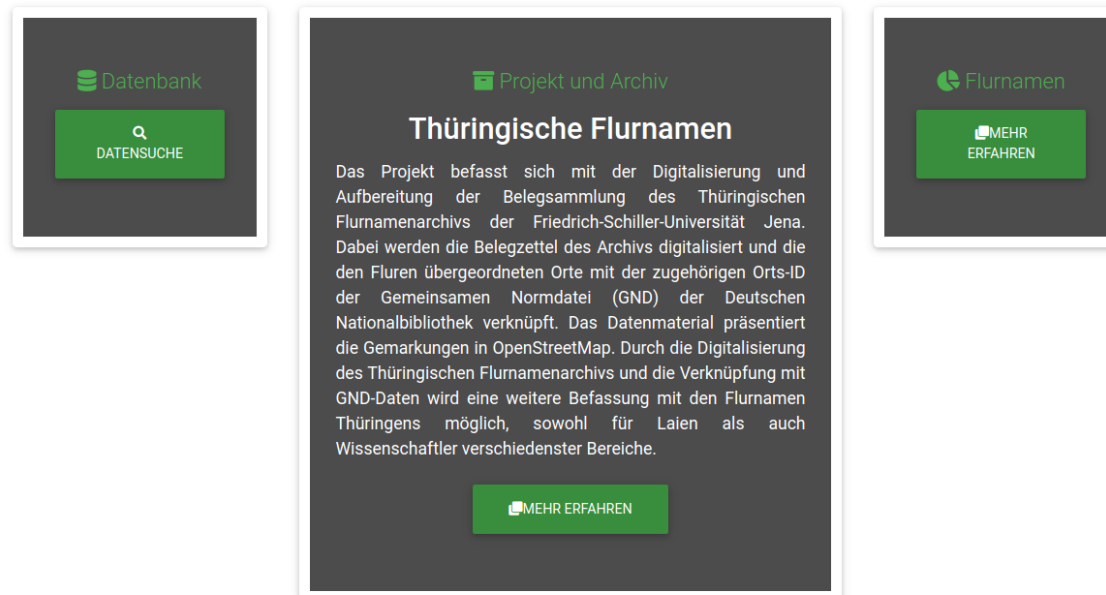 Datenbank
DATENSUCHE
Projekt und Archiv
Thüringische Flurnamen
Das Projekt befasst sich mit der Digitalisierung und
Aufbereitung der Belegsammlung des Thüringischen
Flurnamenarchivs der Friedrich-Schiller-Universität Jena.
Dabei werden die Belegzettel des Archivs digitalisiert und die
den Fluren übergeordneten Orte mit der zugehörigen Orts-ID
der Gemeinsamen Normdatei (GND) der Deutschen
Nationalbibliothek verknüpft. Das Datenmaterial präsentiert
die Gemarkungen in OpenStreetMap. Durch die Digitalisierung
des Thüringischen Flurnamenarchivs und die Verknüpfung mit
GND-Daten wird eine weitere Befassung mit den Flurnamen
Thüringens möglich, sowohl für Laien als auch
Wissenschaftler verschiedenster Bereiche.
MEHR ERFAHREN
Flurnamen
MEHR
ERFAHREN